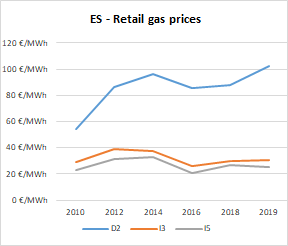 ES - Retail gas prices
120 €/MWh
100 €/MWh
80 €/MWh
60 €/MWh
40 €/MWh
20 €/MWh
0 €/MWh
2010 2012 2014 2016 2018 2019
D2 I3 I5